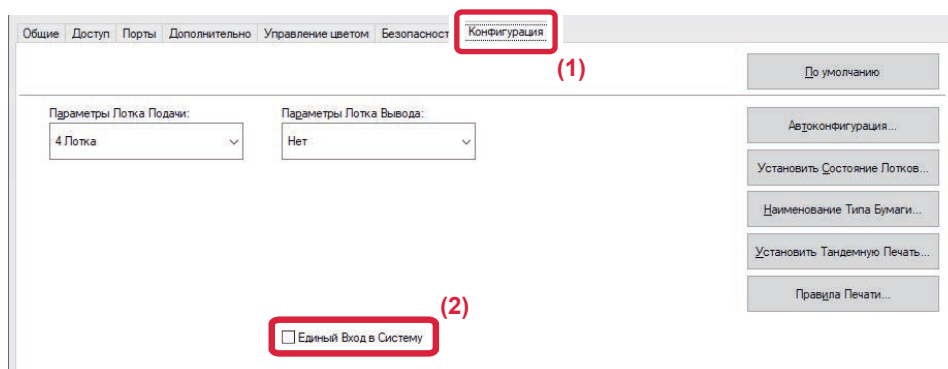 Общие Доступ Порты Дополнительно Управление цветом Безопасност Конфигурация
(1)
По умолчанию
Параметры Лотка Подачи: Параметры Лотка Вывода:
4 Лотка Нет
Автоконфигурация...
Установить Состояние Лотков...
Наименование Типа Бумаги...
Установить Тандемную Печать...
Правила Печати...
(2)
Единый Вход в Систему